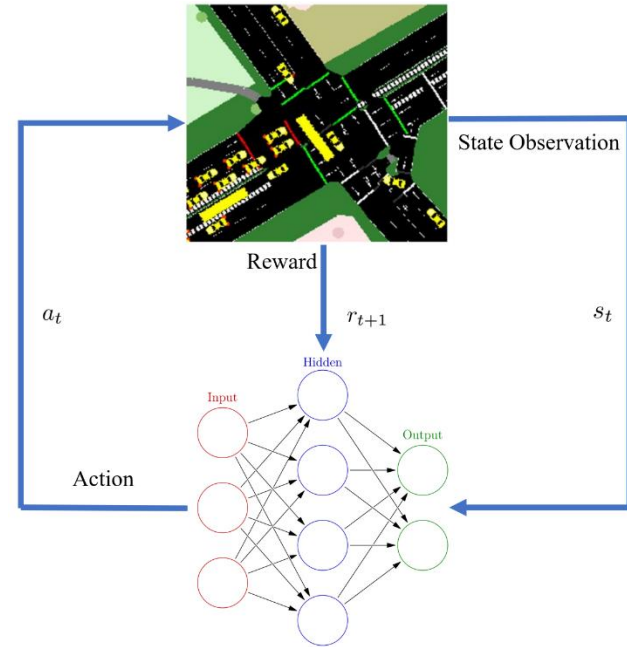 State Observation
Reward
a_t
r_{t+1}
s_t
Hidden
Input
Output
Action